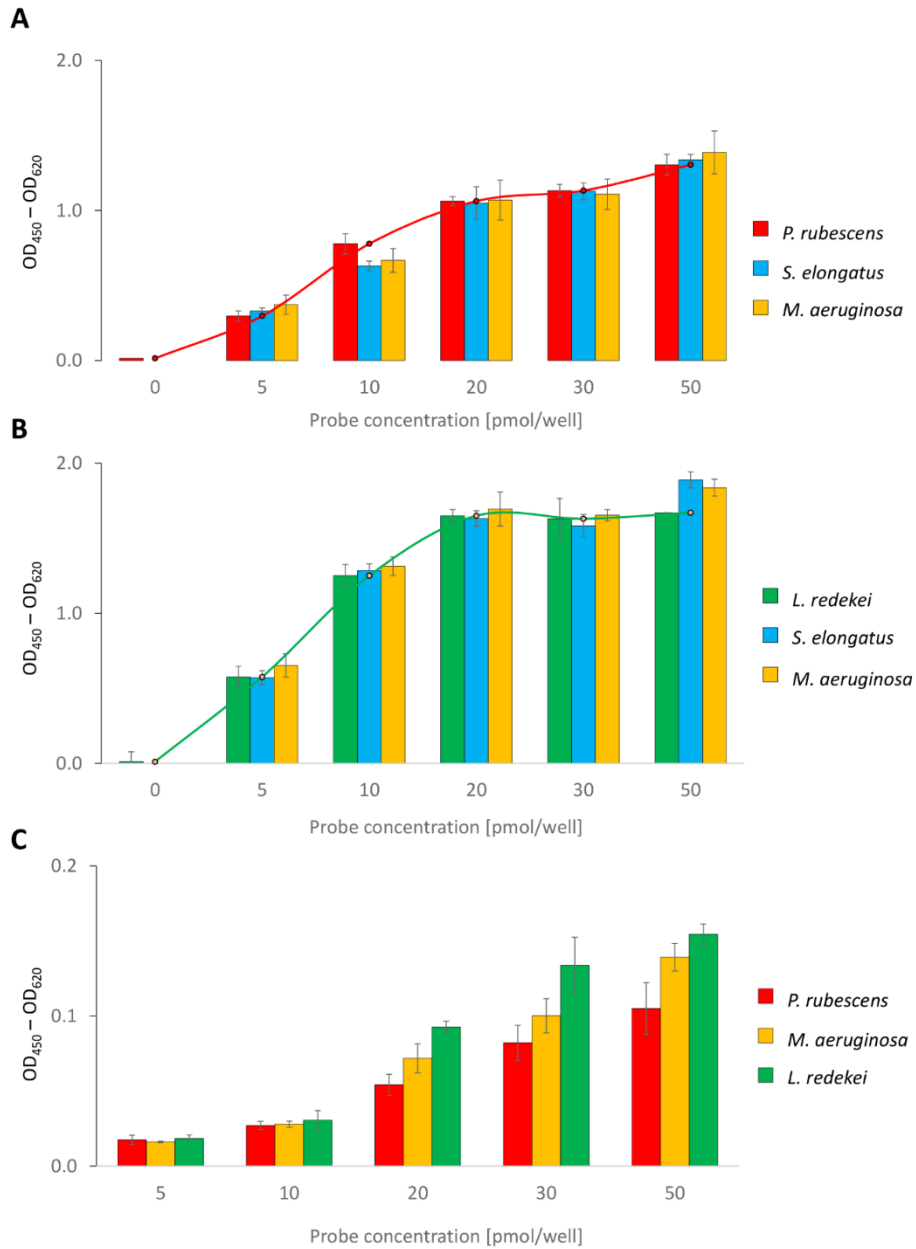 A
2.0
1.0
0.0
OD450 – OD620
0 5 10 20 30 50
Probe concentration [pmol/well]
P. rubescens
S. elongatus
M. aeruginosa
B
2.0
1.0
0.0
OD450 – OD620
0 5 10 20 30 50
Probe concentration [pmol/well]
L. redekei
S. elongatus
M. aeruginosa
C
0.2
0.1
0.0
OD450 – OD620
5 10 20 30 50
Probe concentration [pmol/well]
P. rubescens
M. aeruginosa
L. redekei